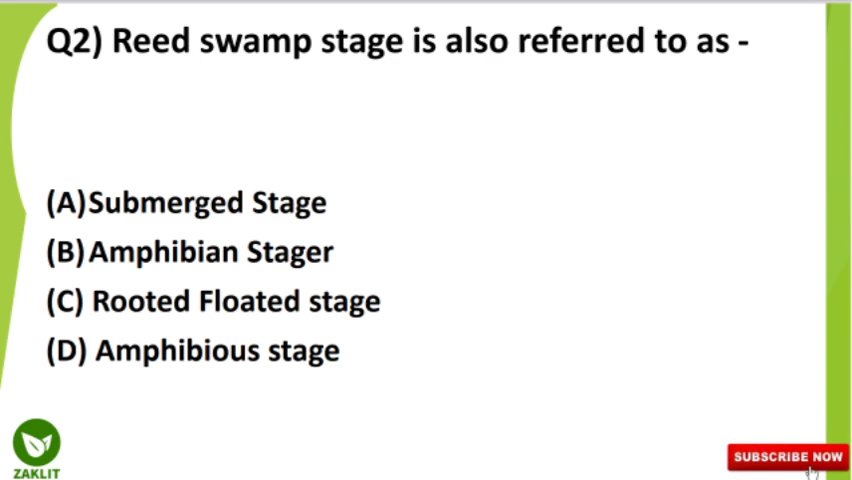 Q2) Reed swamp stage is also referred to as -
(A)Submerged Stage
(B)Amphibian Stager
(C) Rooted Floated stage
(D) Amphibious stage
ZAKLIT
SUBSCRIBE NOW